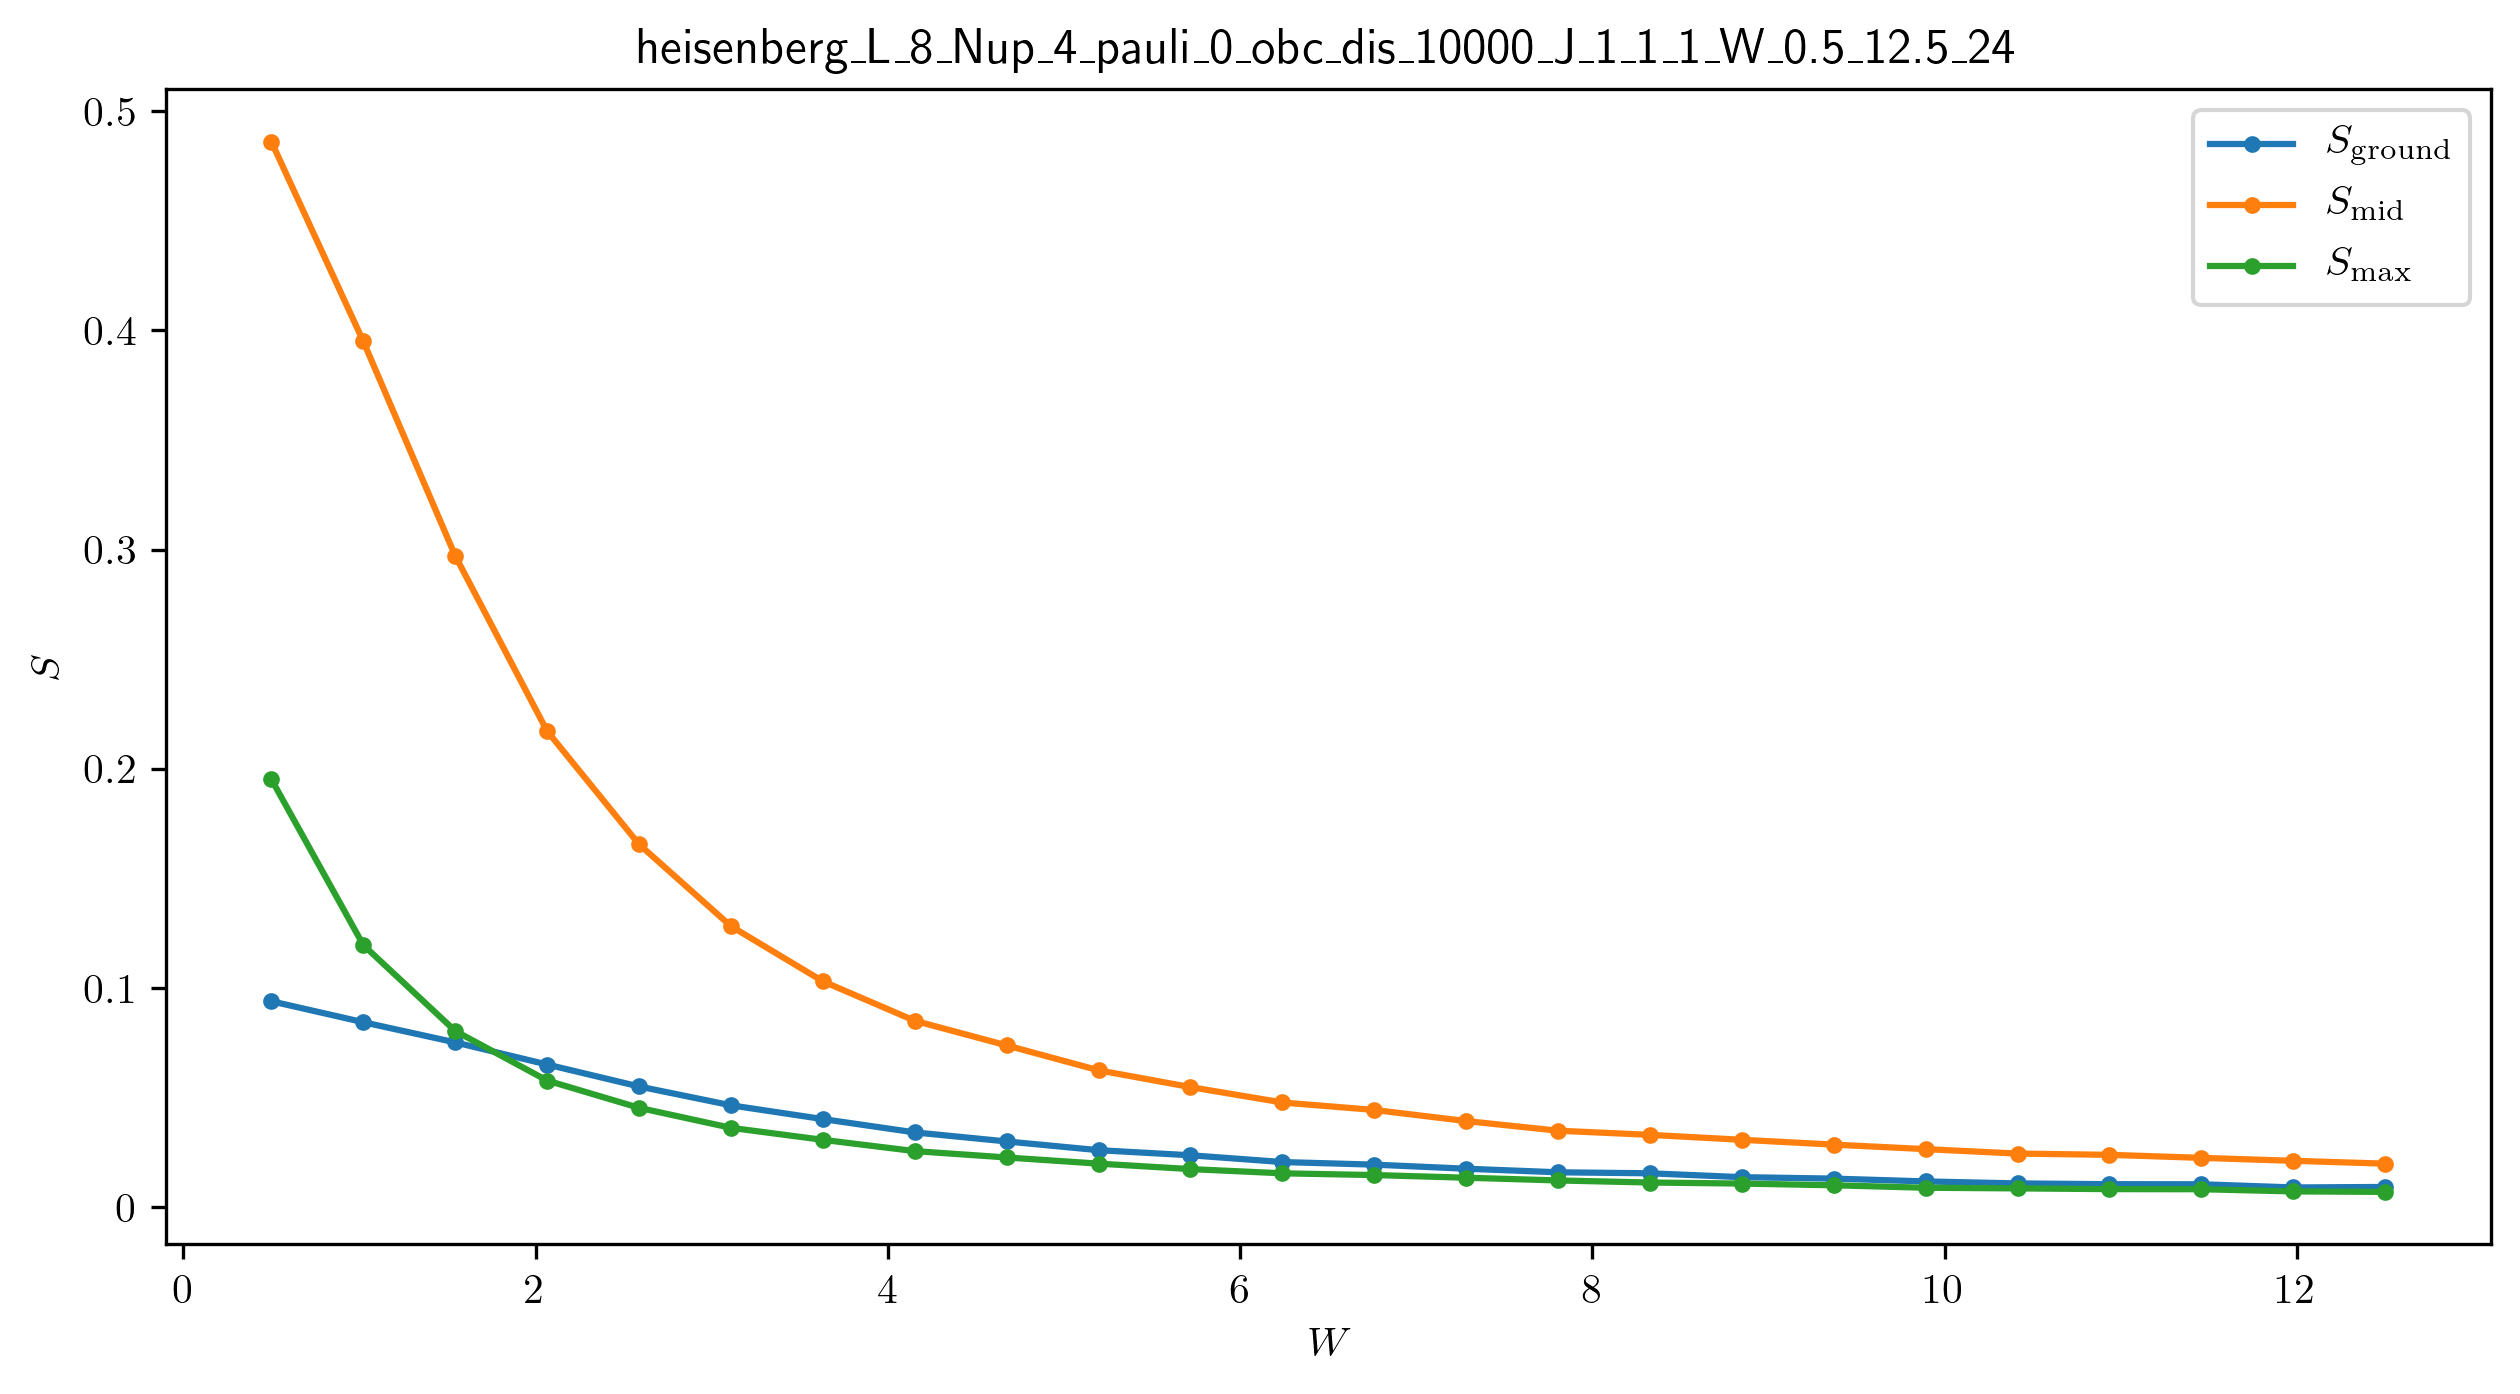 heisenberg_L_8_Nup_4_pauli_0_obc_dis_10000_J_1_1_1_W_0.5_12.5_24
S_ground
S_mid
S_max
0.5
0.4
0.3
0.2
0.1
0
S
0 2 4 6 8 10 12
W